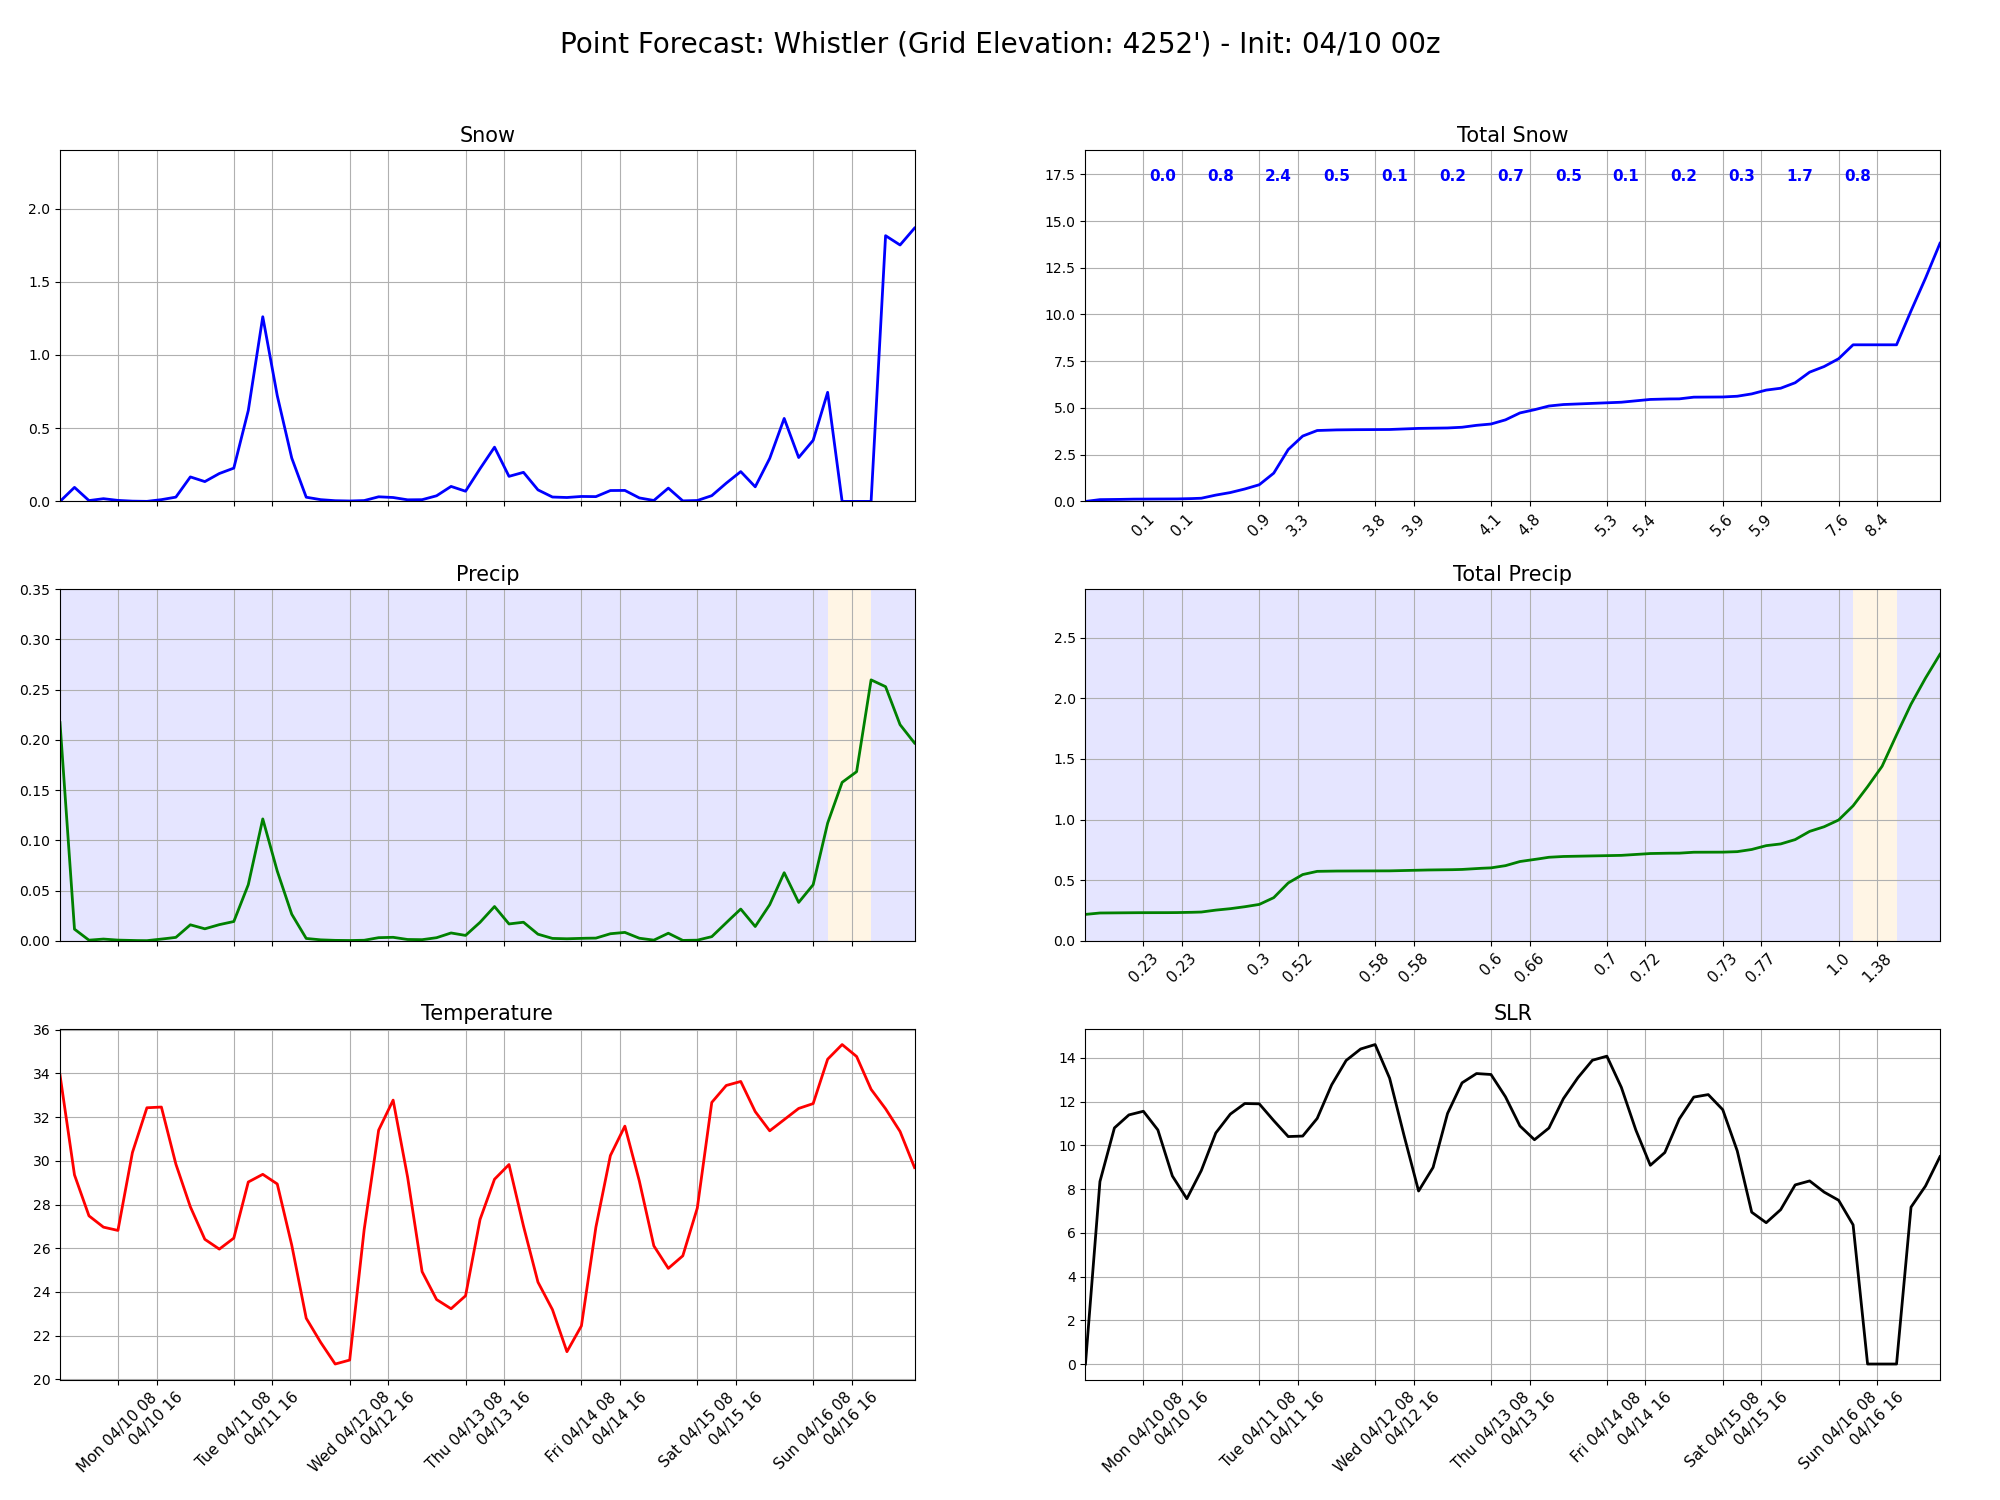 Point Forecast: Whistler (Grid Elevation: 4252') - Init: 04/10 00z
Snow
2.0
1.5
1.0
0.5
0.0
Total Snow
0.0 0.8 2.4 0.5 0.1 0.2 0.7 0.5 0.1 0.2 0.3 1.7 0.8
17.5
15.0
12.5
10.0
7.5
5.0
2.5
0.0
0.1 0.1 0.9 3.3 3.8 3.9 4.1 4.8 5.3 5.4 5.6 5.9 7.6 8.4
Precip
0.35
0.30
0.25
0.20
0.15
0.10
0.05
0.00
Total Precip
2.5
2.0
1.5
1.0
0.5
0.0
0.23 0.23 0.3 0.52 0.58 0.58 0.6 0.66 0.7 0.72 0.73 0.77 1.0 1.38
Temperature
36
34
32
30
28
26
24
22
20
Mon 04/10 08
04/10 16
Tue 04/11 08
04/11 16
Wed 04/12 08
04/12 16
Thu 04/13 08
04/13 16
Fri 04/14 08
04/14 16
Sat 04/15 08
04/15 16
Sun 04/16 08
04/16 16
SLR
14
12
10
8
6
4
2
0
Mon 04/10 08
04/10 16
Tue 04/11 08
04/11 16
Wed 04/12 08
04/12 16
Thu 04/13 08
04/13 16
Fri 04/14 08
04/14 16
Sat 04/15 08
04/15 16
Sun 04/16 08
04/16 16